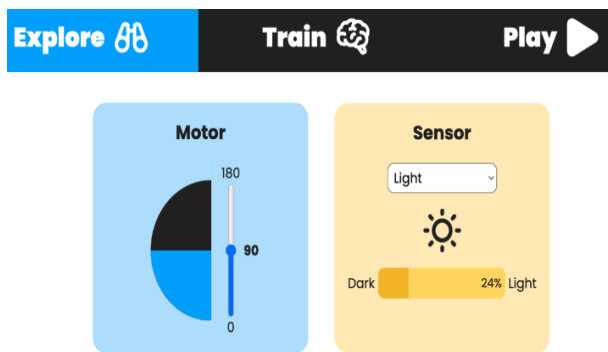 Explore Train Play
Motor
180
90
0
Sensor
Light
Dark 24% Light